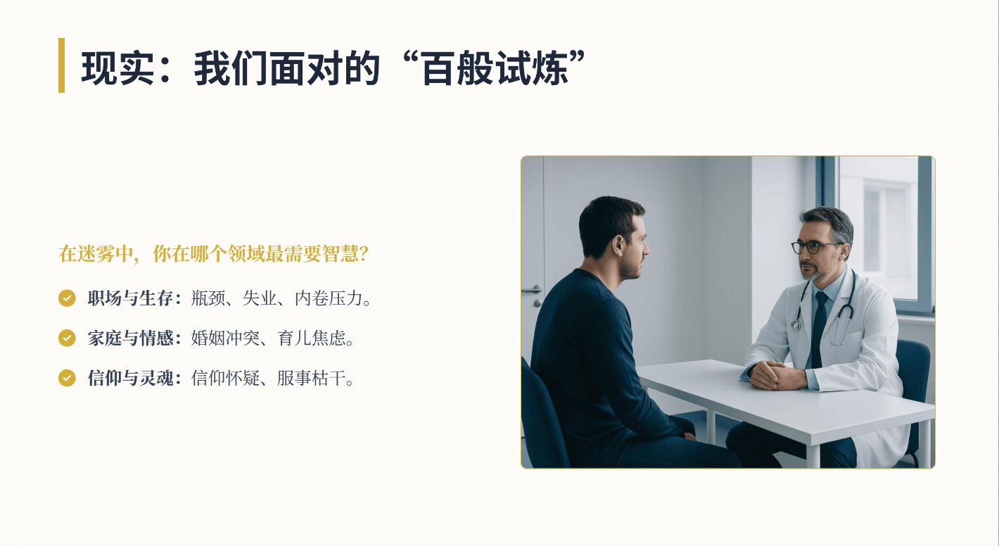 现实：我们面对的“百般试炼”
在迷雾中，你在哪个领域最需要智慧？
职场与生存：瓶颈、失业、内卷压力。
家庭与情感：婚姻冲突、育儿焦虑。
信仰与灵魂：信仰怀疑、服事枯干。